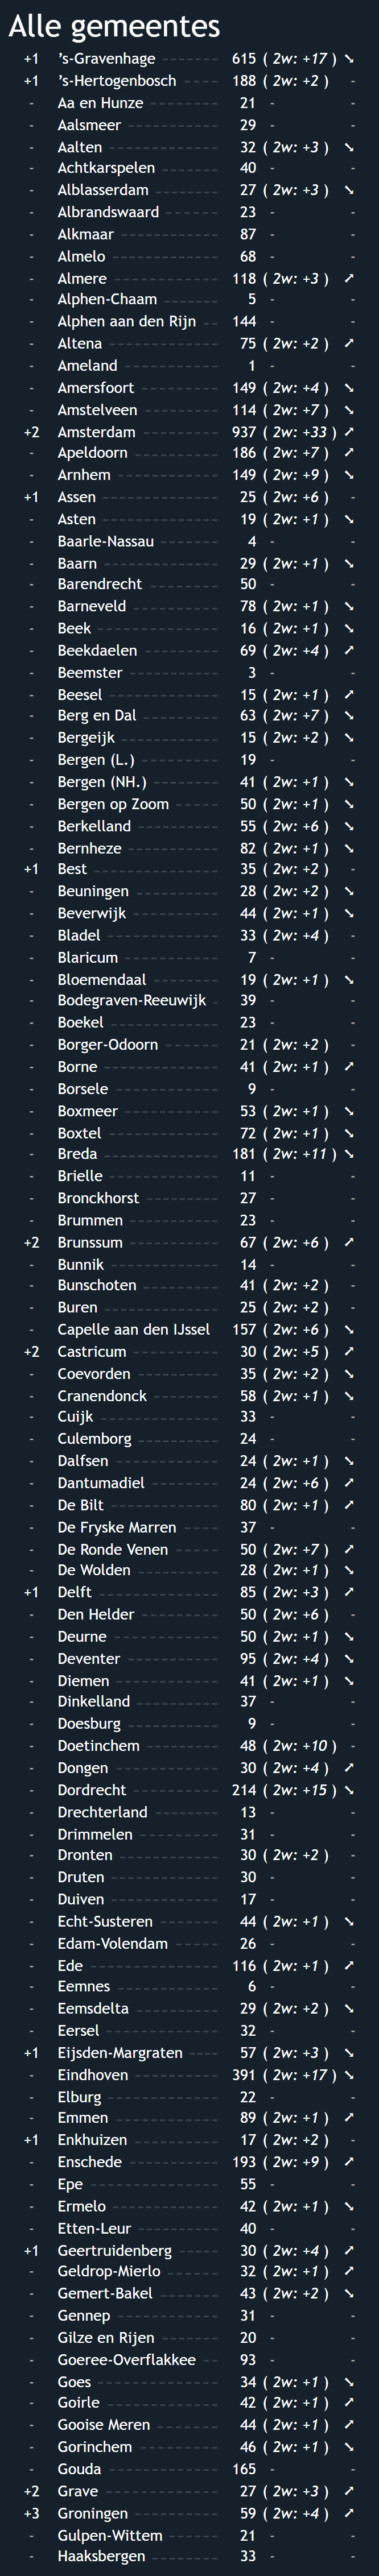 Alle gemeentes
+1 ’s-Gravenhage 615 ( 2w: +17 ) ➘
+1 ’s-Hertogenbosch 188 ( 2w: +2 ) -
- Aa en Hunze 21 - -
- Aalsmeer 29 - -
- Aalten 32 ( 2w: +3 ) ➘
- Achtkarspelen 40 - -
- Alblasserdam 27 ( 2w: +3 ) ➘
- Albrandswaard 23 - -
- Alkmaar 87 - -
- Almelo 68 - -
- Almere 118 ( 2w: +3 ) ➚
- Alphen-Chaam 5 - -
- Alphen aan den Rijn 144 - -
- Altena 75 ( 2w: +2 ) ➚
- Ameland 1 - -
- Amersfoort 149 ( 2w: +4 ) ➘
- Amstelveen 114 ( 2w: +7 ) ➘
+2 Amsterdam 937 ( 2w: +33 ) ➚
- Apeldoorn 186 ( 2w: +7 ) ➚
- Arnhem 149 ( 2w: +9 ) ➘
+1 Assen 25 ( 2w: +6 ) -
- Asten 19 ( 2w: +1 ) ➘
- Baarle-Nassau 4 - -
- Baarn 29 ( 2w: +1 ) ➘
- Barendrecht 50 - -
- Barneveld 78 ( 2w: +1 ) ➘
- Beek 16 ( 2w: +1 ) ➘
- Beekdaelen 69 ( 2w: +4 ) ➚
- Beemster 3 - -
- Beesel 15 ( 2w: +1 ) ➚
- Berg en Dal 63 ( 2w: +7 ) ➘
- Bergeijk 15 ( 2w: +2 ) ➘
- Bergen (L.) 19 - -
- Bergen (NH.) 41 ( 2w: +1 ) ➘
- Bergen op Zoom 50 ( 2w: +1 ) ➘
- Berkelland 55 ( 2w: +6 ) ➘
- Bernheze 82 ( 2w: +1 ) ➘
+1 Best 35 ( 2w: +2 ) -
- Beuningen 28 ( 2w: +2 ) ➘
- Beverwijk 44 ( 2w: +1 ) ➘
- Bladel 33 ( 2w: +4 ) -
- Blaricum 7 - -
- Bloemendaal 19 ( 2w: +1 ) ➘
- Bodegraven-Reeuwijk 39 - -
- Boekel 23 - -
- Borger-Odoorn 21 ( 2w: +2 ) -
- Borne 41 ( 2w: +1 ) ➚
- Borsele 9 - -
- Boxmeer 53 ( 2w: +1 ) ➘
- Boxtel 72 ( 2w: +1 ) ➘
- Breda 181 ( 2w: +11 ) ➘
- Brielle 11 - -
- Bronckhorst 27 - -
- Brummen 23 - -
+2 Brunssum 67 ( 2w: +6 ) ➚
- Bunnik 14 - -
- Bunschoten 41 ( 2w: +2 ) -
- Buren 25 ( 2w: +2 ) -
- Capelle aan den IJssel 157 ( 2w: +6 ) ➘
+2 Castricum 30 ( 2w: +5 ) ➚
- Coevorden 35 ( 2w: +2 ) ➘
- Cranendonck 58 ( 2w: +1 ) ➘
- Cuijk 33 - -
- Culemborg 24 - -
- Dalfsen 24 ( 2w: +1 ) ➘
- Dantumadiel 24 ( 2w: +6 ) ➚
- De Bilt 80 ( 2w: +1 ) ➚
- De Fryske Marren 37 - -
- De Ronde Venen 50 ( 2w: +7 ) ➚
- De Wolden 28 ( 2w: +1 ) ➘
+1 Delft 85 ( 2w: +3 ) ➚
- Den Helder 50 ( 2w: +6 ) -
- Deurne 50 ( 2w: +1 ) ➘
- Deventer 95 ( 2w: +4 ) ➘
- Diemen 41 ( 2w: +1 ) ➘
- Dinkelland 37 - -
- Doesburg 9 - -
- Doetinchem 48 ( 2w: +10 ) -
- Dongen 30 ( 2w: +4 ) ➚
- Dordrecht 214 ( 2w: +15 ) ➘
- Drechterland 13 - -
- Drimmelen 31 - -
- Dronten 30 ( 2w: +2 ) -
- Druten 30 - -
- Duiven 17 - -
- Echt-Susteren 44 ( 2w: +1 ) ➘
- Edam-Volendam 26 - -
- Ede 116 ( 2w: +1 ) ➚
- Eemnes 6 - -
- Eemsdelta 29 ( 2w: +2 ) ➘
- Eersel 32 - -
+1 Eijsden-Margraten 57 ( 2w: +3 ) ➘
- Eindhoven 391 ( 2w: +17 ) ➘
- Elburg 22 - -
- Emmen 89 ( 2w: +1 ) ➚
+1 Enkhuizen 17 ( 2w: +2 ) -
- Enschede 193 ( 2w: +9 ) ➚
- Epe 55 - -
- Ermelo 42 ( 2w: +1 ) ➘
- Etten-Leur 40 - -
+1 Geertruidenberg 30 ( 2w: +4 ) ➚
- Geldrop-Mierlo 32 ( 2w: +1 ) ➚
- Gemert-Bakel 43 ( 2w: +2 ) ➘
- Gennep 31 - -
- Gilze en Rijen 20 - -
- Goeree-Overflakkee 93 - -
- Goes 34 ( 2w: +1 ) ➘
- Goirle 42 ( 2w: +1 ) ➚
- Gooise Meren 44 ( 2w: +1 ) ➚
- Gorinchem 46 ( 2w: +1 ) ➘
- Gouda 165 - -
+2 Grave 27 ( 2w: +3 ) ➚
+3 Groningen 59 ( 2w: +4 ) ➚
- Gulpen-Wittem 21 - -
- Haaksbergen 33 - -